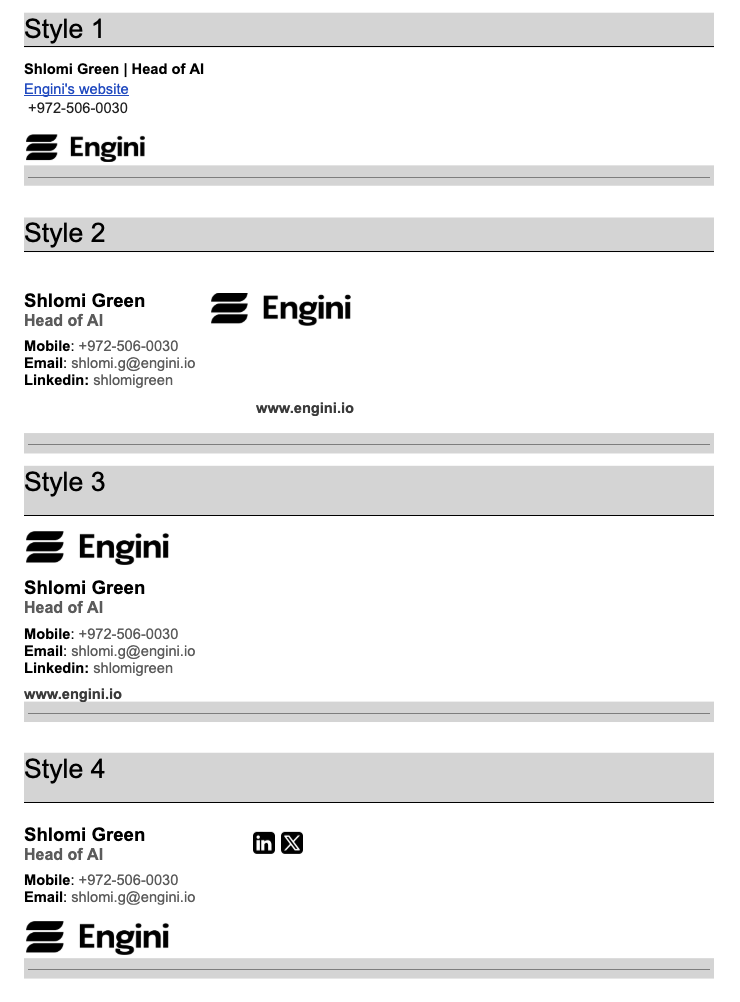 Style 1
Shlomi Green | Head of AI
Engini's website
+972-506-0030
Engini
Style 2
Shlomi Green
Head of AI
Engini
Mobile: +972-506-0030
Email: shlomi.g@engini.io
Linkedin: shlomigreen
www.engini.io
Style 3
Engini
Shlomi Green
Head of AI
Mobile: +972-506-0030
Email: shlomi.g@engini.io
Linkedin: shlomigreen
www.engini.io
Style 4
Shlomi Green
Head of AI
in X
Mobile: +972-506-0030
Email: shlomi.g@engini.io
Engini